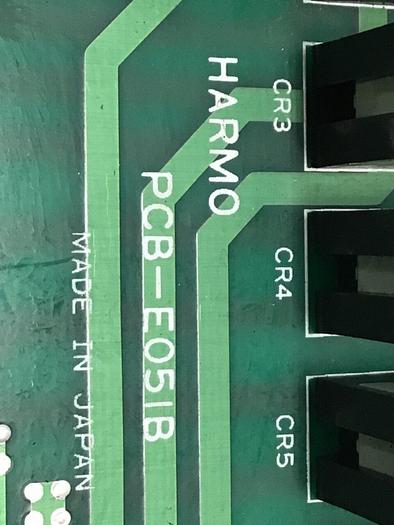 HARMO
PCB-E051B
MADE IN JAPAN
CR3
CR4
CR5